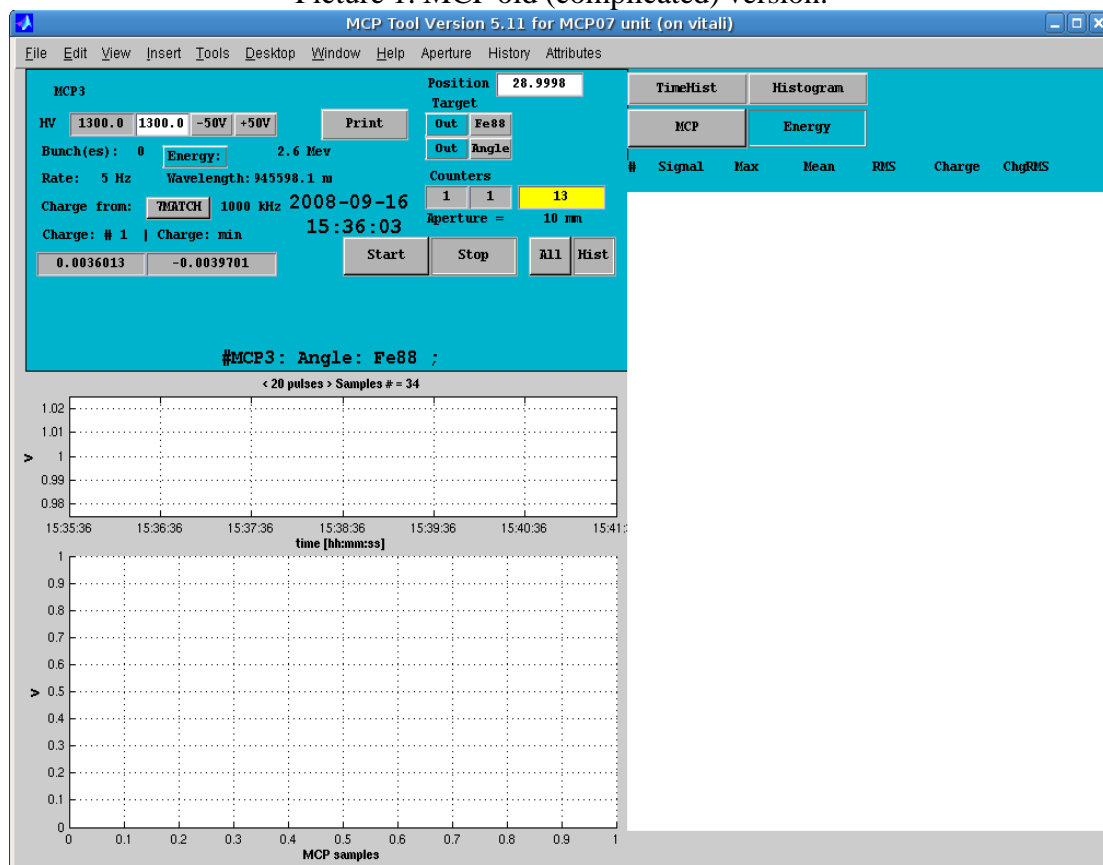 Picture 1. MCP old (complicated) version.
MCP Tool Version 5.11 for MCP07 unit (on vitali)
File Edit View Insert Tools Desktop Window Help Aperture History Attributes
MCP3
Position 28.9998
Target
HV 1300.0 1300.0 -50V +50V Print Out Fe88
Bunch(es): 0 Energy: 2.6 Mev Out Angle
Rate: 5 Hz Wavelength: 945598.1 m Counters
Charge from: 7MATCH 1000 kHz 2008-09-16 1 1 13
15:36:03 Aperture = 10 mm
Charge: # 1 | Charge: min
0.0036013 -0.0039701 Start Stop All Hist
#MCP3: Angle: Fe88 ;
TimeHist Histogram
MCP Energy
# Signal Max Mean RMS Charge ChgRMS
< 20 pulses > Samples # = 34
1.02
1.01
1
0.99
0.98
V
15:35:36 15:36:36 15:37:36 15:38:36 15:39:36 15:40:36 15:41:
time [hh:mm:ss]
1
0.9
0.8
0.7
0.6
0.5
0.4
0.3
0.2
0.1
0
V
0 0.1 0.2 0.3 0.4 0.5 0.6 0.7 0.8 0.9 1
MCP samples